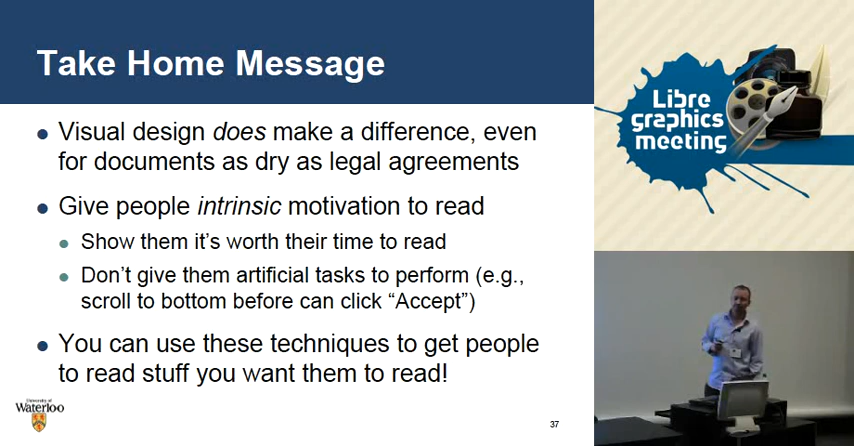 Take Home Message
• Visual design does make a difference, even
for documents as dry as legal agreements
• Give people intrinsic motivation to read
• Show them it’s worth their time to read
• Don’t give them artificial tasks to perform (e.g.,
scroll to bottom before can click “Accept”)
• You can use these techniques to get people
to read stuff you want them to read!
University of
Waterloo
37
Libre
graphics
meeting